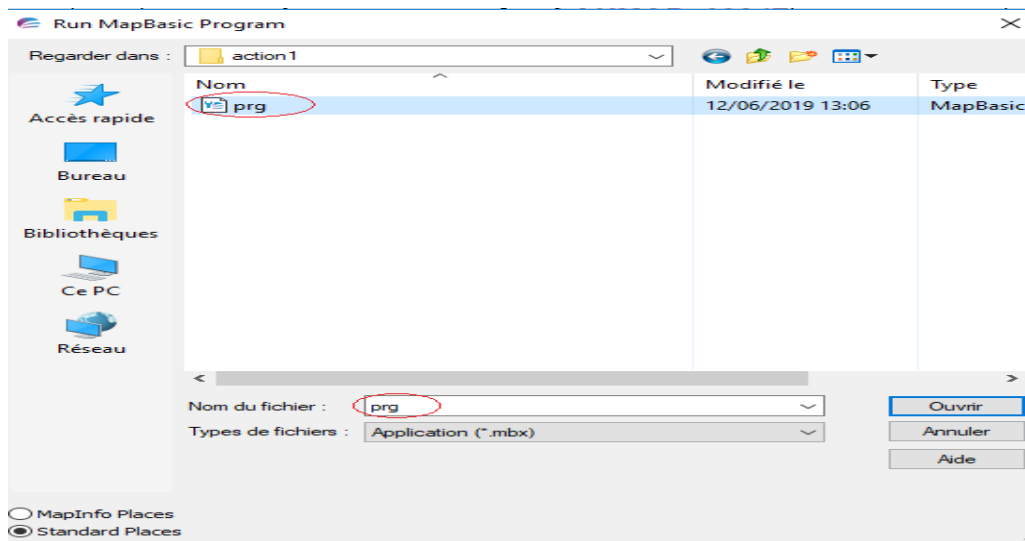 Run MapBasic Program
Regarder dans : action1
Nom Modifié le Type
prg 12/06/2019 13:06 MapBasic
Accès rapide
Bureau
Bibliothèques
Ce PC
Réseau
Nom du fichier : prg Ouvrir
Types de fichiers : Application (*.mbx) Annuler
Aide
MapInfo Places
Standard Places